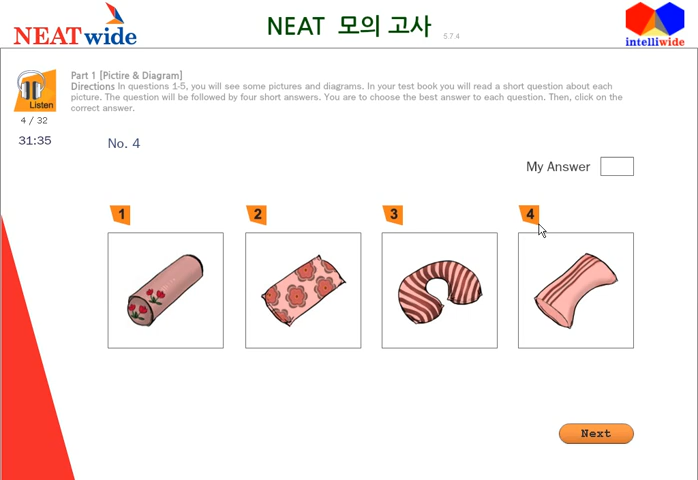 NEATwide
NEAT 모의 고사
5.7.4
intelliwide
Part 1 [Pictire & Diagram]
Directions In questions 1-5, you will see some pictures and diagrams. In your test book you will read a short question about each
picture. The question will be followed by four short answers. You are to choose the best answer to each question. Then, click on the
correct answer.
Listen
4 / 32
31:35
No. 4
My Answer
1
2
3
4
Next